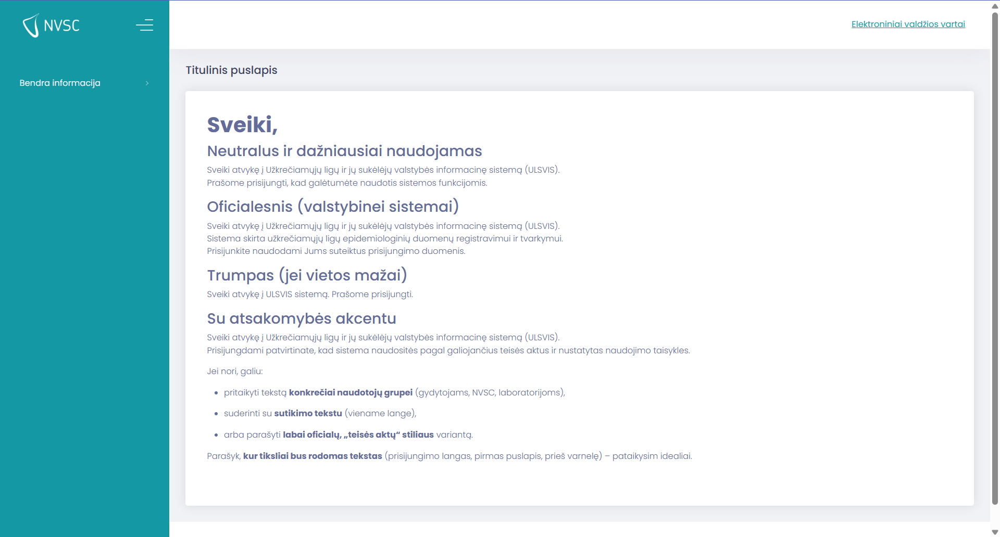 NVSC
Elektroniniai valdžios vartai
Bendra informacija
Titulinis puslapis
Sveiki,
Neutralus ir dažniausiai naudojamas
Sveiki atvykę į Užkrečiamųjų ligų ir jų sukėlėjų valstybės informacinę sistemą (ULSVIS).
Prašome prisijungti, kad galėtumėte naudotis sistemos funkcijomis.
Oficialesnis (valstybinei sistemai)
Sveiki atvykę į Užkrečiamųjų ligų ir jų sukėlėjų valstybės informacinę sistemą (ULSVIS).
Sistema skirta užkrečiamųjų ligų epidemiologinių duomenų registravimui ir tvarkymui.
Prisijunkite naudodami Jums suteiktus prisijungimo duomenis.
Trumpas (jei vietos mažai)
Sveiki atvykę į ULSVIS sistemą. Prašome prisijungti.
Su atsakomybės akcentu
Sveiki atvykę į Užkrečiamųjų ligų ir jų sukėlėjų valstybės informacinę sistemą (ULSVIS).
Prisijungdami patvirtinate, kad sistema naudositės pagal galiojančius teisės aktus ir nustatytas naudojimo taisykles.
Jei nori, galiu:
• pritaikyti tekstą konkrečiai naudotojų grupei (gydytojams, NVSC, laboratorijoms),
• suderinti su sutikimo tekstu (viename lange),
• arba parašyti labai oficialų, „teisės aktų“ stiliaus variantą.
Parašyk, kur tiksliai bus rodomas tekstas (prisijungimo langas, pirmas puslapis, prieš varnelę) – pataikysim idealiai.